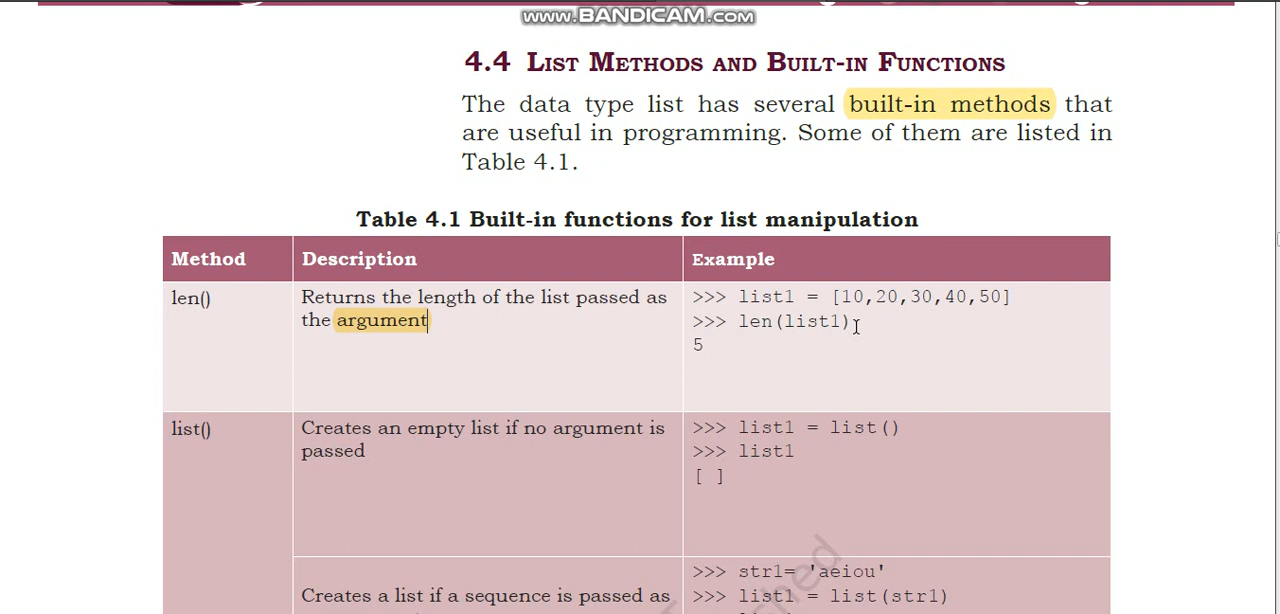 www.BANDICAM.com
4.4 List Methods and Built-in Functions
The data type list has several built-in methods that
are useful in programming. Some of them are listed in
Table 4.1.
Table 4.1 Built-in functions for list manipulation
Method Description Example
len() Returns the length of the list passed as >>> list1 = [10,20,30,40,50]
the argument >>> len(list1)
5
list() Creates an empty list if no argument is >>> list1 = list()
passed >>> list1
[ ]
>>> str1= 'aeiou'
Creates a list if a sequence is passed as >>> list1 = list(str1)